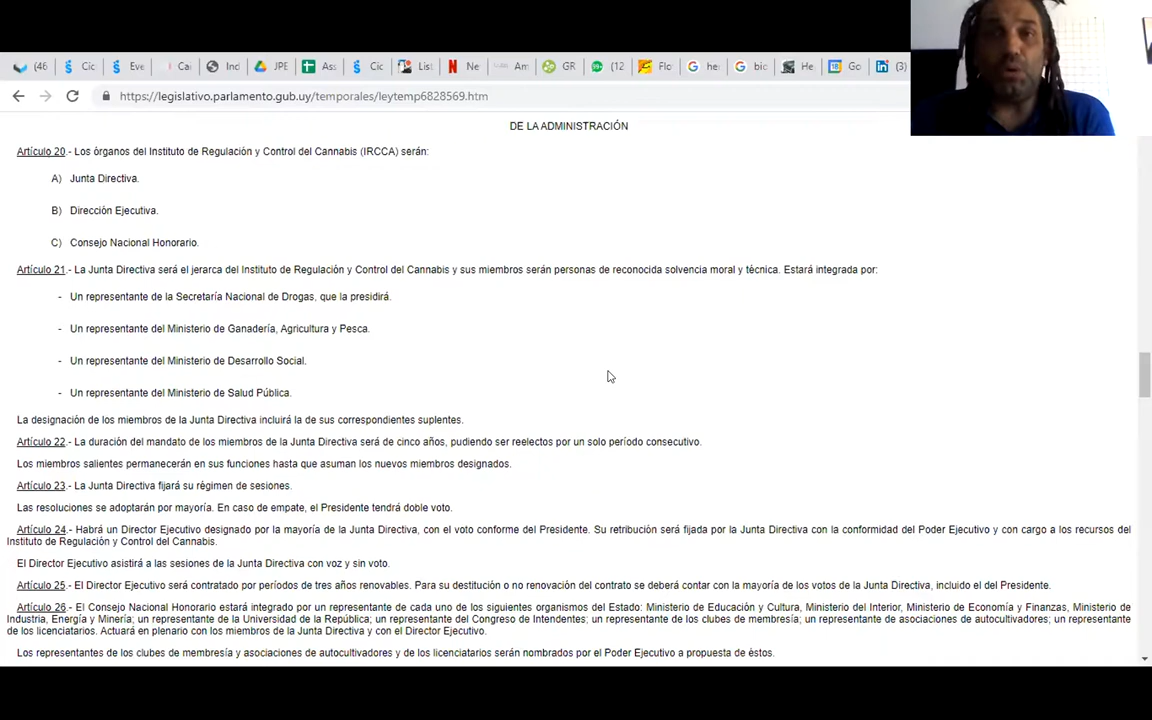 (46
Cic
Eve
Ca
Ind
JPE
Ass
Cic
List
Ne
Am
GR
(12
Flo
he
bio
He
Go
(3)
https://legislativo.parlamento.gub.uy/temporales/leytemp6828569.htm
DE LA ADMINISTRACIÓN
Artículo 20.- Los órganos del Instituto de Regulación y Control del Cannabis (IRCCA) serán:
A) Junta Directiva.
B) Dirección Ejecutiva.
C) Consejo Nacional Honorario.
Artículo 21.- La Junta Directiva será el jerarca del Instituto de Regulación y Control del Cannabis y sus miembros serán personas de reconocida solvencia moral y técnica. Estará integrada por:
- Un representante de la Secretaría Nacional de Drogas, que la presidirá.
- Un representante del Ministerio de Ganadería, Agricultura y Pesca.
- Un representante del Ministerio de Desarrollo Social.
- Un representante del Ministerio de Salud Pública.
La designación de los miembros de la Junta Directiva incluirá la de sus correspondientes suplentes.
Artículo 22.- La duración del mandato de los miembros de la Junta Directiva será de cinco años, pudiendo ser reelectos por un solo período consecutivo.
Los miembros salientes permanecerán en sus funciones hasta que asuman los nuevos miembros designados.
Artículo 23.- La Junta Directiva fijará su régimen de sesiones.
Las resoluciones se adoptarán por mayoría. En caso de empate, el Presidente tendrá doble voto.
Artículo 24.- Habrá un Director Ejecutivo designado por la mayoría de la Junta Directiva, con el voto conforme del Presidente. Su retribución será fijada por la Junta Directiva con la conformidad del Poder Ejecutivo y con cargo a los recursos del
Instituto de Regulación y Control del Cannabis.
El Director Ejecutivo asistirá a las sesiones de la Junta Directiva con voz y sin voto.
Artículo 25.- El Director Ejecutivo será contratado por períodos de tres años renovables. Para su destitución o no renovación del contrato se deberá contar con la mayoría de los votos de la Junta Directiva, incluido el del Presidente.
Artículo 26.- El Consejo Nacional Honorario estará integrado por un representante de cada uno de los siguientes organismos del Estado: Ministerio de Educación y Cultura, Ministerio del Interior, Ministerio de Economía y Finanzas, Ministerio de
Industria, Energía y Minería; un representante de la Universidad de la República; un representante del Congreso de Intendentes; un representante de los clubes de membresía; un representante de asociaciones de autocultivadores; un representante
de los licenciatarios. Actuará en plenario con los miembros de la Junta Directiva y con el Director Ejecutivo.
Los representantes de los clubes de membresía y asociaciones de autocultivadores y de los licenciatarios serán nombrados por el Poder Ejecutivo a propuesta de éstos.